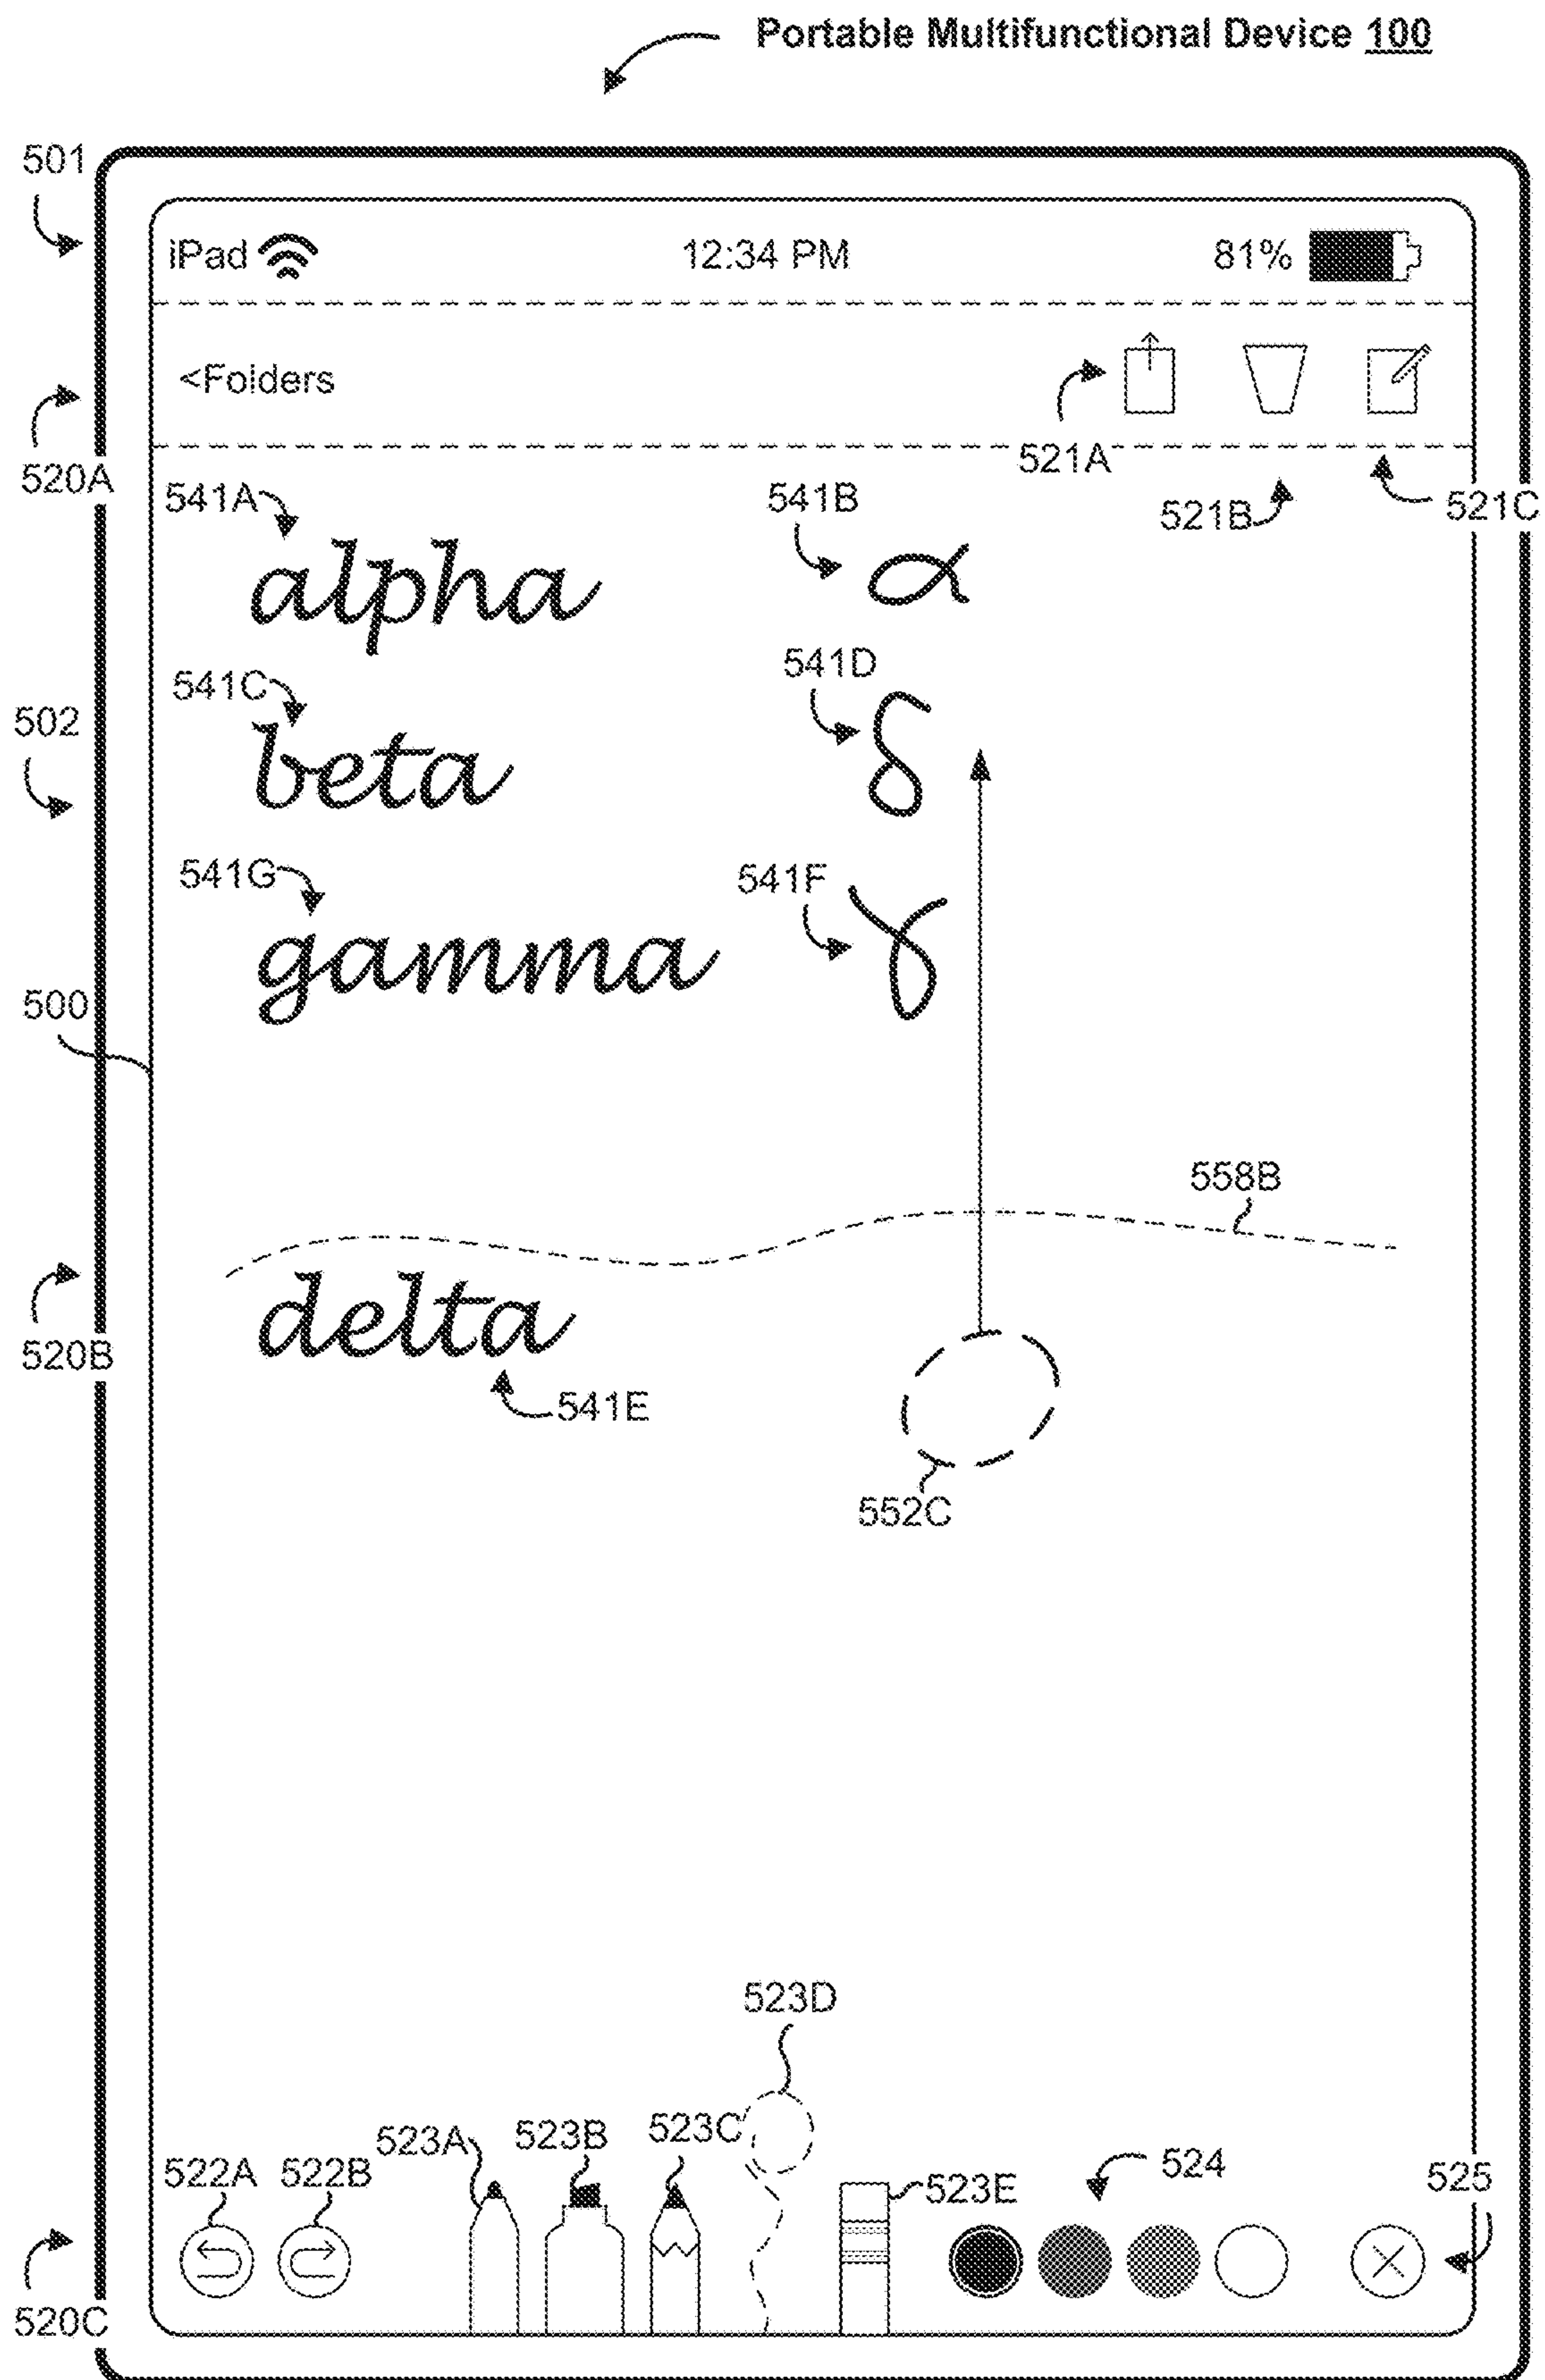 Portable Multifunctional Device 100
501
iPad 12:34 PM 81%
<Folders
520A
521A
521B
521C
541A
541B
alpha α
541C
541D
502
beta δ
541G
541F
gamma γ
500
558B
delta
520B
541E
552C
523D
523A 523B 523C
522A 522B
523E
524
525
520C